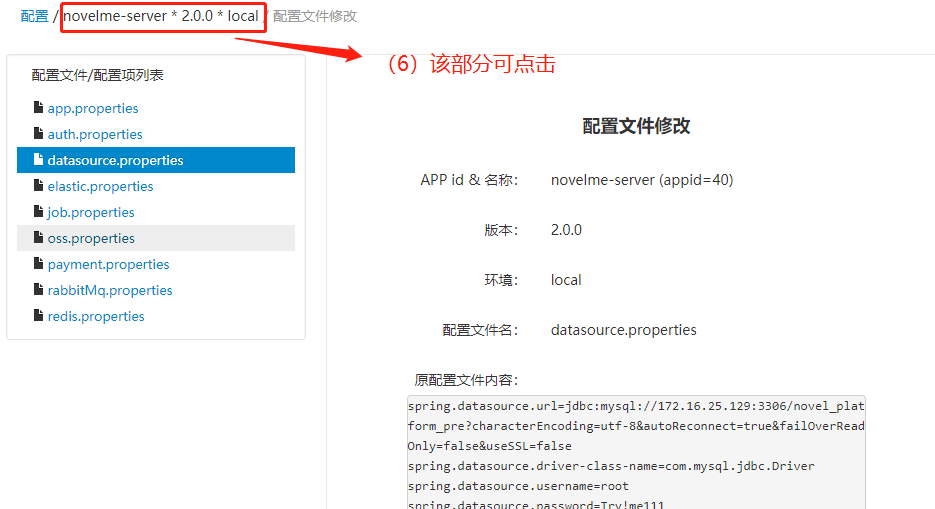 配置 / novelme-server * 2.0.0 * local / 配置文件修改
（6）该部分可点击
配置文件/配置项列表
app.properties
auth.properties
datasource.properties
elastic.properties
job.properties
oss.properties
payment.properties
rabbitMq.properties
redis.properties
配置文件修改
APP id & 名称： novelme-server (appid=40)
版本： 2.0.0
环境： local
配置文件名： datasource.properties
原配置文件内容：
spring.datasource.url=jdbc:mysql://172.16.25.129:3306/novel_plat
form_pre?characterEncoding=utf-8&autoReconnect=true&failOverRead
Only=false&useSSL=false
spring.datasource.driver-class-name=com.mysql.jdbc.Driver
spring.datasource.username=root
spring.datasource.password=Try!me111